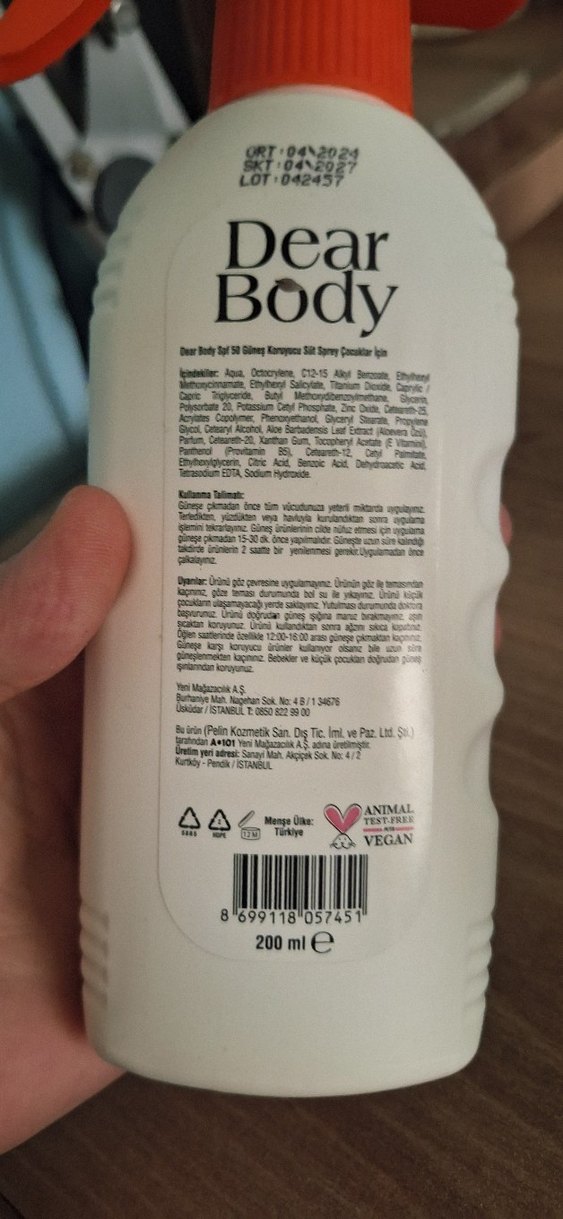 ÜRT:04\2024
SKT:04\2027
LOT:042457
Dear
Body
Dear Body Spf 50 Güneş Koruyucu Süt Sprey Çocuklar İçin
İçindekiler: Aqua, Octocrylene, C12-15 Alkyl Benzoate, Ethylhexyl
Methoxycinnamate, Ethylhexyl Salicylate, Titanium Dioxide, Caprylic /
Capric Triglyceride, Butyl Methoxydibenzoylmethane, Glycerin,
Polysorbate 20, Potassium Cetyl Phosphate, Zinc Oxide, Ceteareth-25,
Acrylates Copolymer, Phenoxyethanol, Glyceryl Stearate, Propylene
Glycol, Cetearyl Alcohol, Aloe Barbadensis Leaf Extract (Aloevera Özü),
Parfum, Ceteareth-20, Xanthan Gum, Tocopheryl Acetate (E Vitamini),
Panthenol (Provitamin B5), Ceteareth-12, Cetyl Palmitate,
Ethylhexylglycerin, Citric Acid, Benzoic Acid, Dehydroacetic Acid,
Tetrasodium EDTA, Sodium Hydroxide.
Kullanma Talimatı:
Güneşe çıkmadan önce tüm vücudunuza yeterli miktarda uygulayınız.
Terledikten, yüzdükten veya havluyla kurulandıktan sonra uygulama
işlemini tekrarlayınız. Güneş ürünlerinin cilde nüfuz etmesi için uygulama
güneşe çıkmadan 15-30 dk. önce yapılmalıdır. Güneşte uzun süre kalındığı
takdirde ürünlerin 2 saatte bir yenilenmesi gerekir.Uygulamadan önce
çalkalayınız.
Uyarılar: Ürünü göz çevresine uygulamayınız. Ürünün göz ile temasından
kaçınınız, göze teması durumunda bol su ile yıkayınız. Ürünü küçük
çocukların ulaşamayacağı yerde saklayınız. Yutulması durumunda doktora
başvurunuz. Ürünü doğrudan güneş ışığına maruz bırakmayınız, aşırı
sıcaktan koruyunuz. Ürünü kullandıktan sonra ağzını sıkıca kapatınız.
Öğlen saatlerinde özellikle 12:00-16:00 arası güneşe çıkmaktan kaçınınız.
Güneşe karşı koruyucu ürünler kullanıyor olsanız bile uzun süre
güneşlenmekten kaçınınız. Bebekler ve küçük çocukları doğrudan güneş
ışınlarından koruyunuz.
Yeni Mağazacılık A.Ş.
Burhaniye Mah. Nagehan Sok. No: 4 B / 1 34676
Üsküdar / İSTANBUL T: 0850 822 99 00
Bu ürün (Pelin Kozmetik San. Dış Tic. İml. ve Paz. Ltd. Şti.)
tarafından A101 Yeni Mağazacılık A.Ş. adına üretilmiştir.
Üretim yeri adresi: Sanayi Mah. Akçiçek Sok. No: 4 / 2
Kurtköy - Pendik / İSTANBUL
HDPE
12M
Menşe Ülke:
Türkiye
ANIMAL
TEST-FREE
AND
VEGAN
8 699118 057451
200 ml e